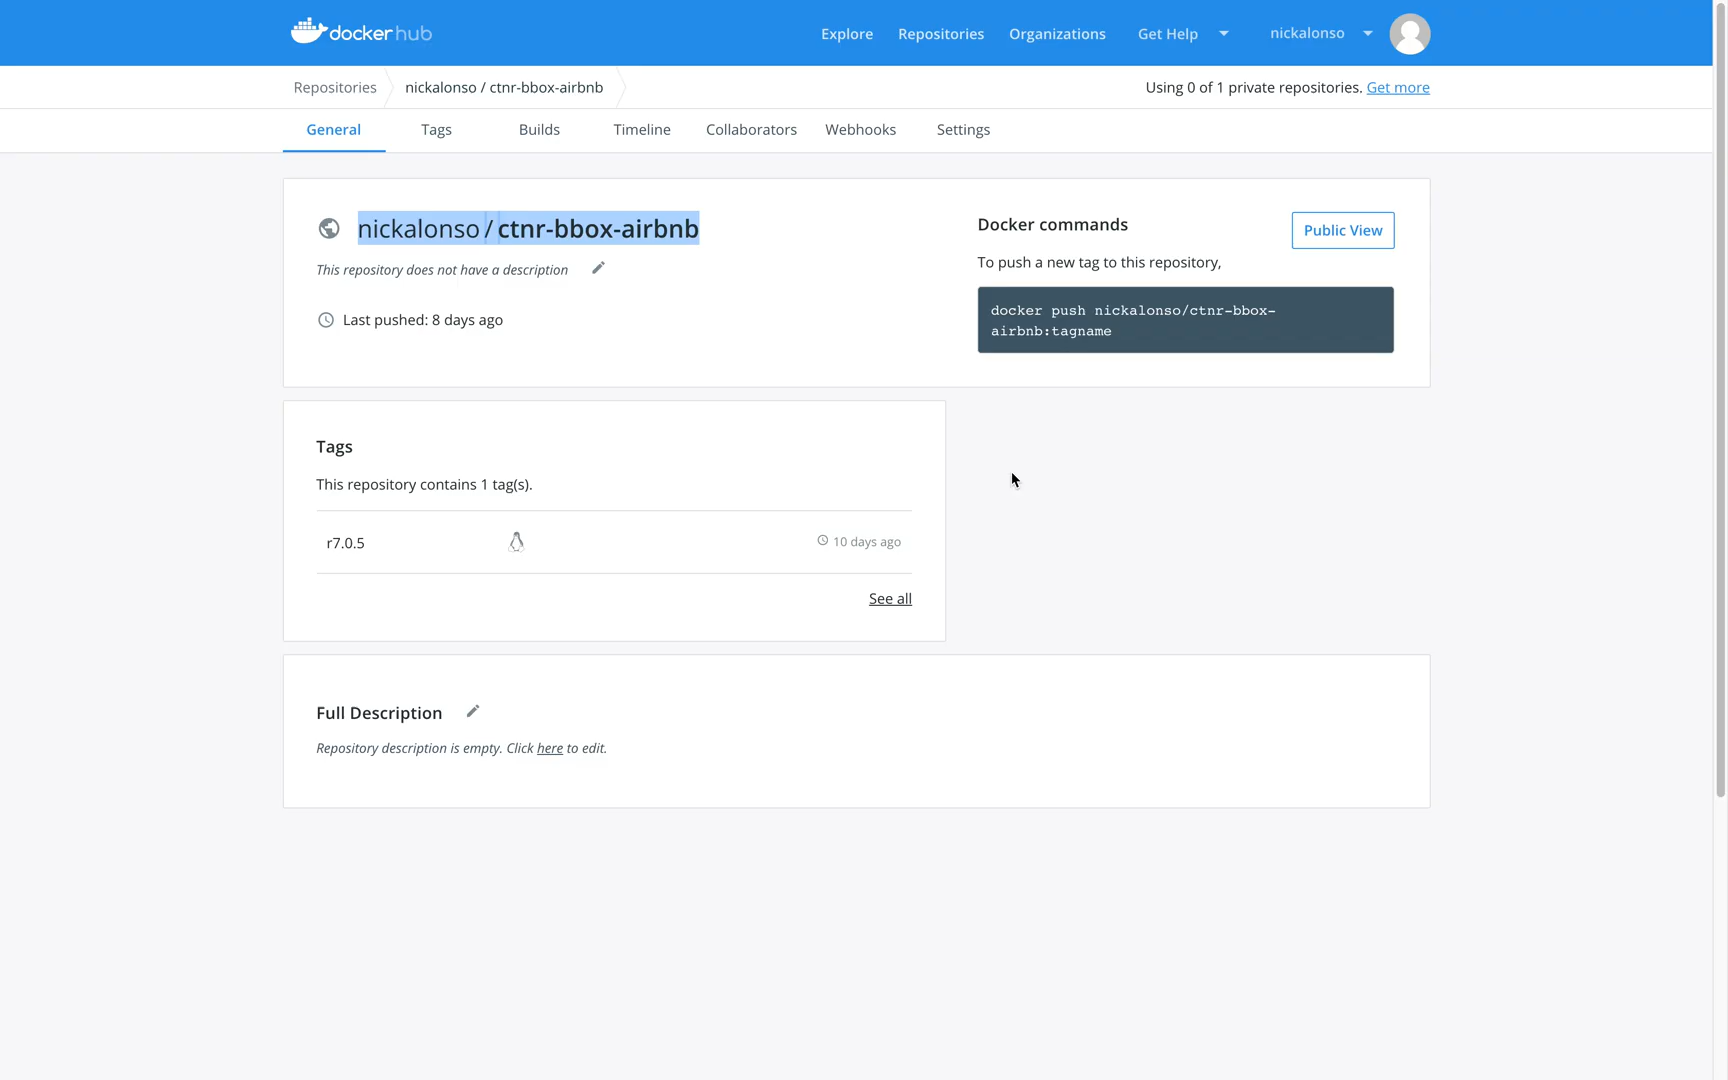 dockerhub
Explore Repositories Organizations Get Help nickalonso
Repositories nickalonso / ctnr-bbox-airbnb Using 0 of 1 private repositories. Get more
General Tags Builds Timeline Collaborators Webhooks Settings
nickalonso / ctnr-bbox-airbnb
This repository does not have a description
Last pushed: 8 days ago
Docker commands
Public View
To push a new tag to this repository,
docker push nickalonso/ctnr-bbox-
airbnb:tagname
Tags
This repository contains 1 tag(s).
r7.0.5 10 days ago
See all
Full Description
Repository description is empty. Click here to edit.